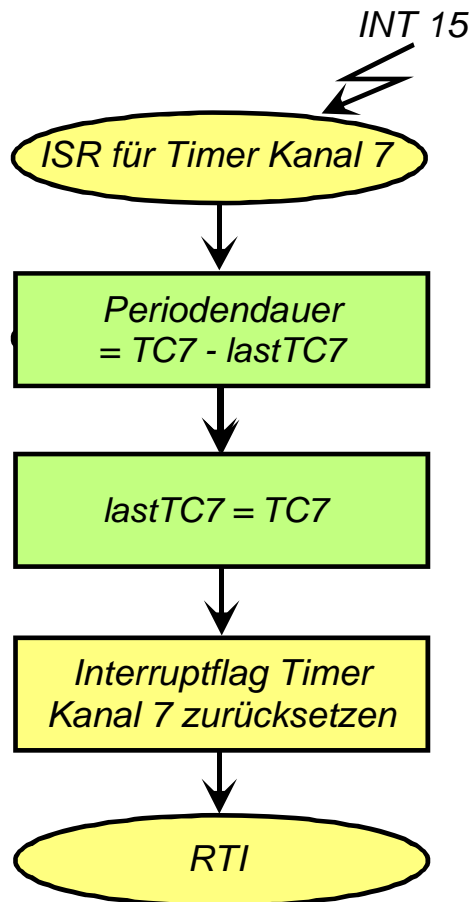 INT 15
ISR für Timer Kanal 7
Periodendauer
= TC7 - lastTC7
lastTC7 = TC7
Interruptflag Timer
Kanal 7 zurücksetzen
RTI